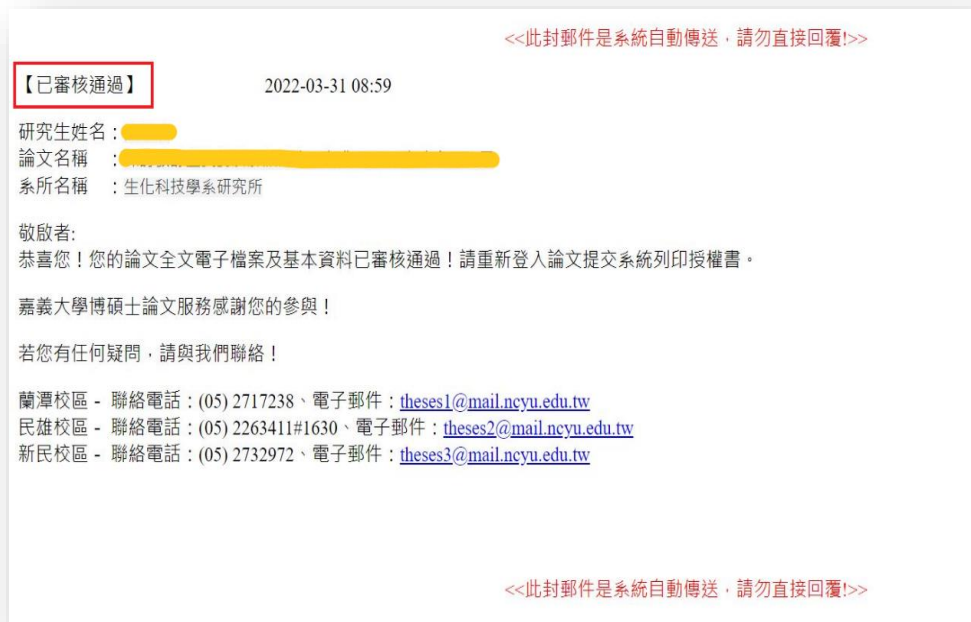 <<此封郵件是系統自動傳送，請勿直接回覆!>>
【已審核通過】 2022-03-31 08:59
研究生姓名：
論文名稱 ：
系所名稱 ：生化科技學系研究所
敬啟者:
恭喜您！您的論文全文電子檔案及基本資料已審核通過！請重新登入論文提交系統列印授權書。
嘉義大學博碩士論文服務感謝您的參與！
若您有任何疑問，請與我們聯絡！
蘭潭校區 - 聯絡電話：(05) 2717238、電子郵件：theses1@mail.ncyu.edu.tw
民雄校區 - 聯絡電話：(05) 2263411#1630、電子郵件：theses2@mail.ncyu.edu.tw
新民校區 - 聯絡電話：(05) 2732972、電子郵件：theses3@mail.ncyu.edu.tw
<<此封郵件是系統自動傳送，請勿直接回覆!>>